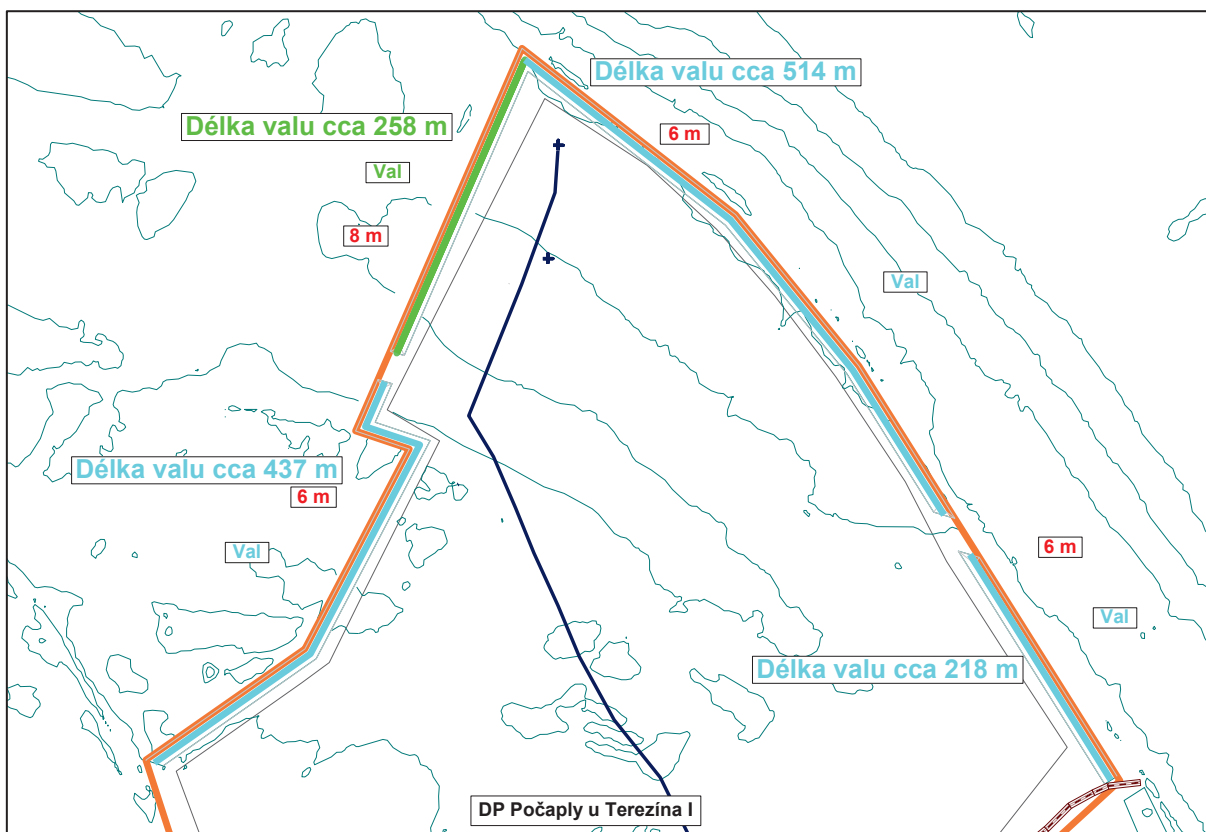 Délka valu cca 514 m
Délka valu cca 258 m
6 m
Val
8 m
Val
Délka valu cca 437 m
6 m
Val
6 m
Val
Délka valu cca 218 m
DP Počaply u Terezína I